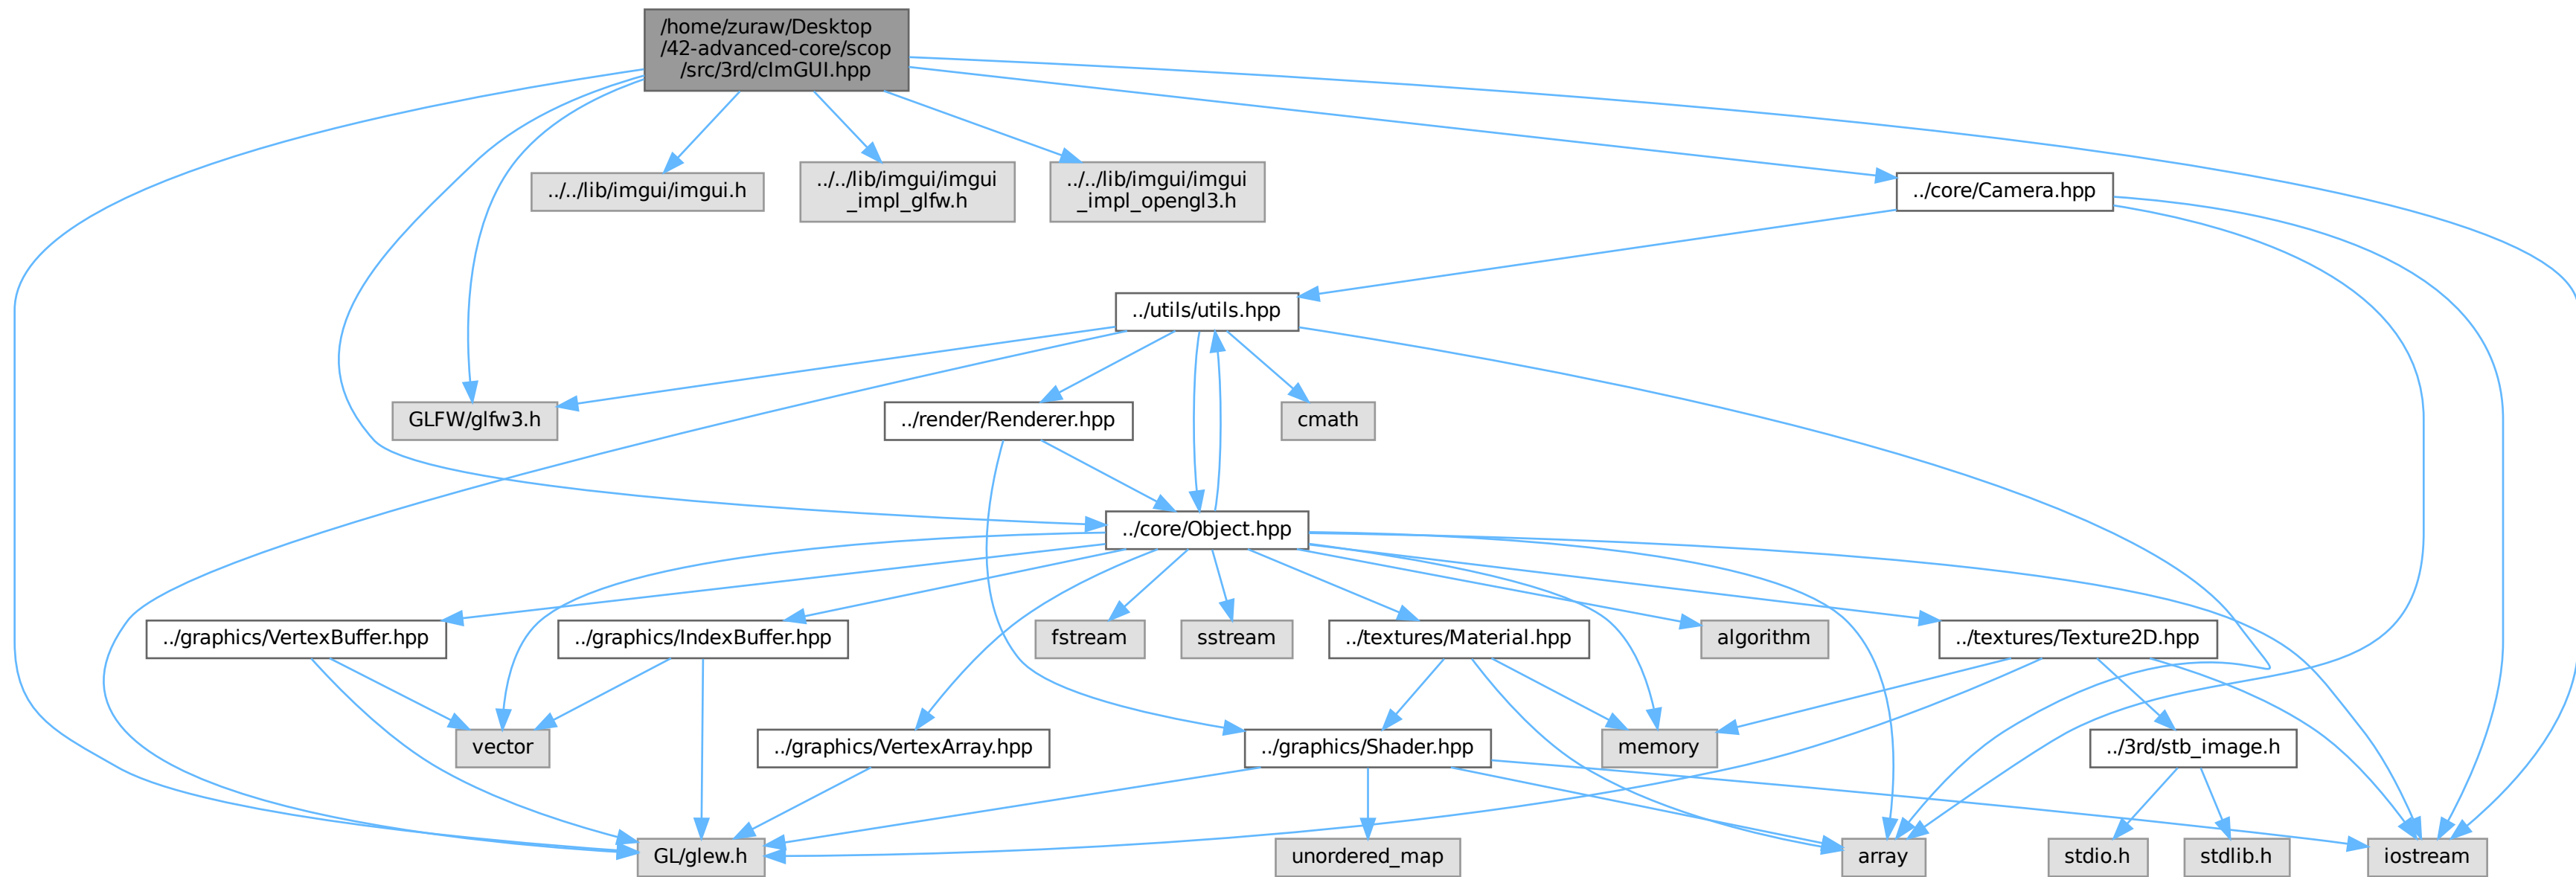 /home/zuraw/Desktop
/42-advanced-core/scop
/src/3rd/cImGUI.hpp
../../lib/imgui/imgui.h
../../lib/imgui/imgui
_impl_glfw.h
../../lib/imgui/imgui
_impl_opengl3.h
../core/Camera.hpp
../utils/utils.hpp
GLFW/glfw3.h
../render/Renderer.hpp
cmath
../core/Object.hpp
../graphics/VertexBuffer.hpp
../graphics/IndexBuffer.hpp
fstream
sstream
../textures/Material.hpp
algorithm
../textures/Texture2D.hpp
vector
../graphics/VertexArray.hpp
../graphics/Shader.hpp
memory
../3rd/stb_image.h
GL/glew.h
unordered_map
array
stdio.h
stdlib.h
iostream